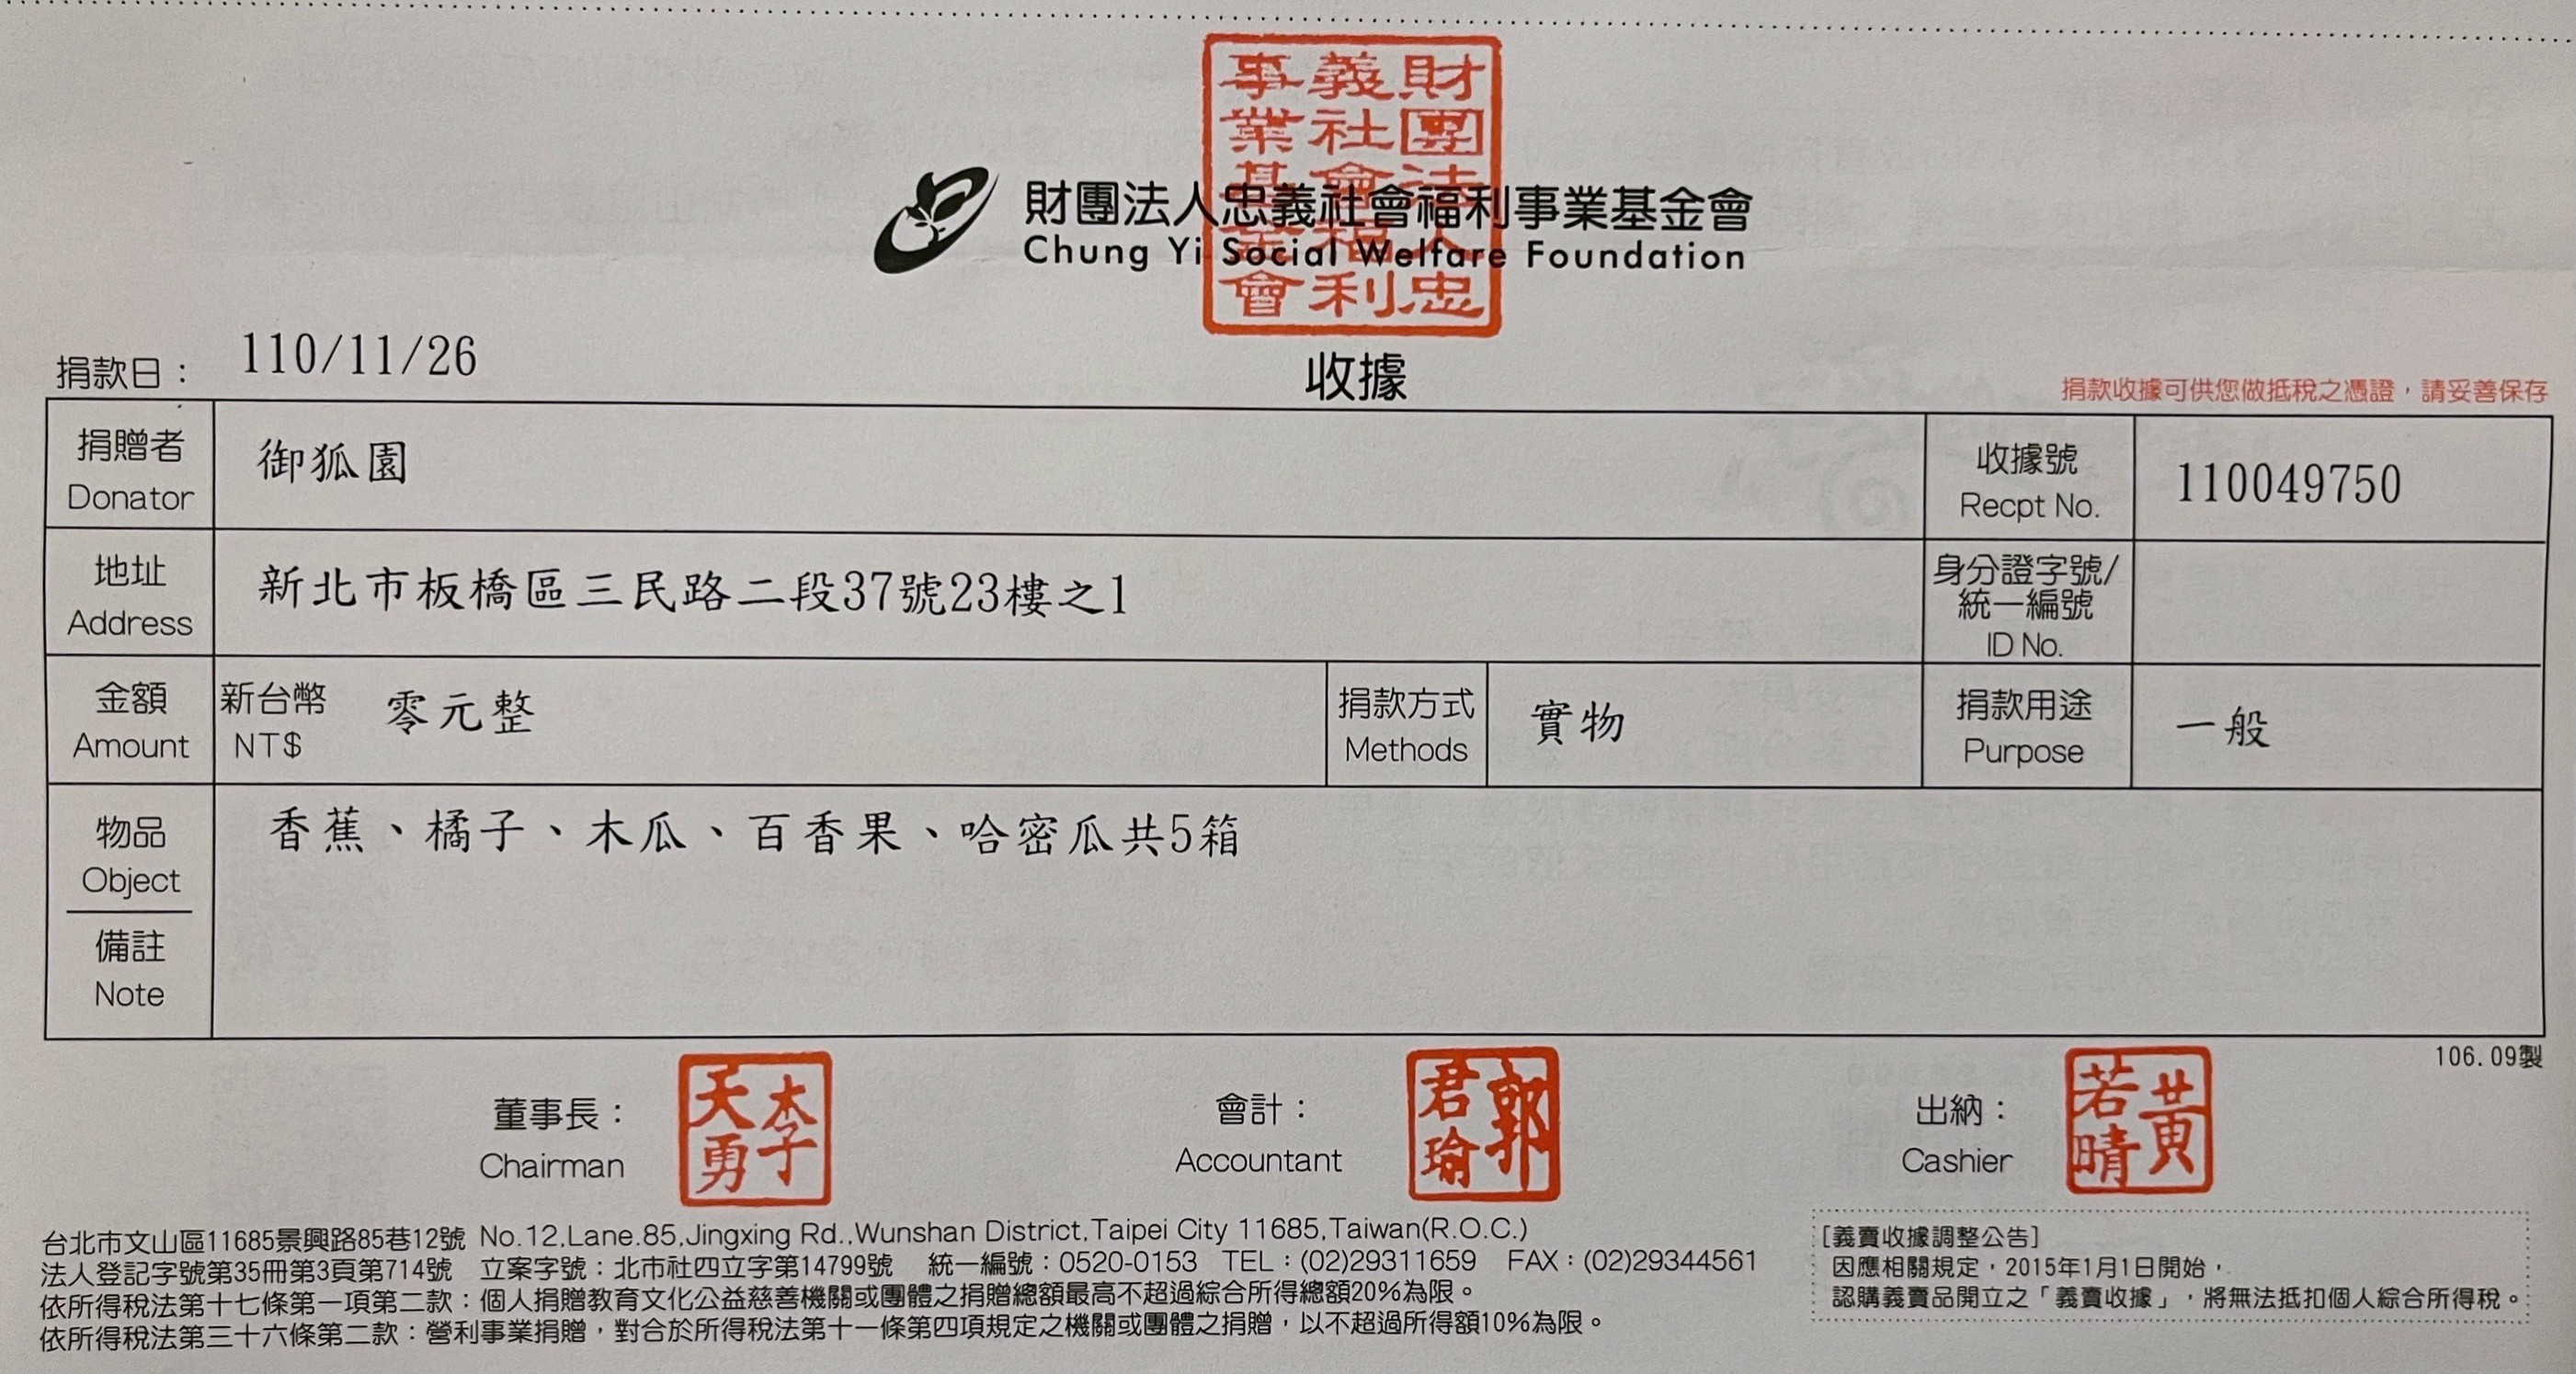 財團法人忠義社會福利事業基金會
財團法人忠義社會福利事業基金會
Chung Yi Social Welfare Foundation
收據
捐款日：110/11/26
捐款收據可供您做抵稅之憑證，請妥善保存
捐贈者 Donator 御狐園
收據號 Recpt No. 110049750
地址 Address 新北市板橋區三民路二段37號23樓之1
身分證字號/統一編號 ID No.
金額 Amount 新台幣 NT$ 零元整
捐款方式 Methods 實物
捐款用途 Purpose 一般
物品 Object 香蕉、橘子、木瓜、百香果、哈密瓜共5箱
備註 Note
106.09製
董事長： Chairman 李天勇
會計： Accountant 郭君瑜
出納： Cashier 黃若晴
台北市文山區11685景興路85巷12號 No.12,Lane.85,Jingxing Rd.,Wunshan District,Taipei City 11685,Taiwan(R.O.C.)
法人登記字號第35冊第3頁第714號 立案字號：北市社四立字第14799號 統一編號：0520-0153 TEL：(02)29311659 FAX：(02)29344561
依所得稅法第十七條第一項第二款：個人捐贈教育文化公益慈善機關或團體之捐贈總額最高不超過綜合所得總額20%為限。
依所得稅法第三十六條第二款：營利事業捐贈，對合於所得稅法第十一條第四項規定之機關或團體之捐贈，以不超過所得額10%為限。
[義賣收據調整公告]
因應相關規定，2015年1月1日開始，
認購義賣品開立之「義賣收據」，將無法抵扣個人綜合所得稅。